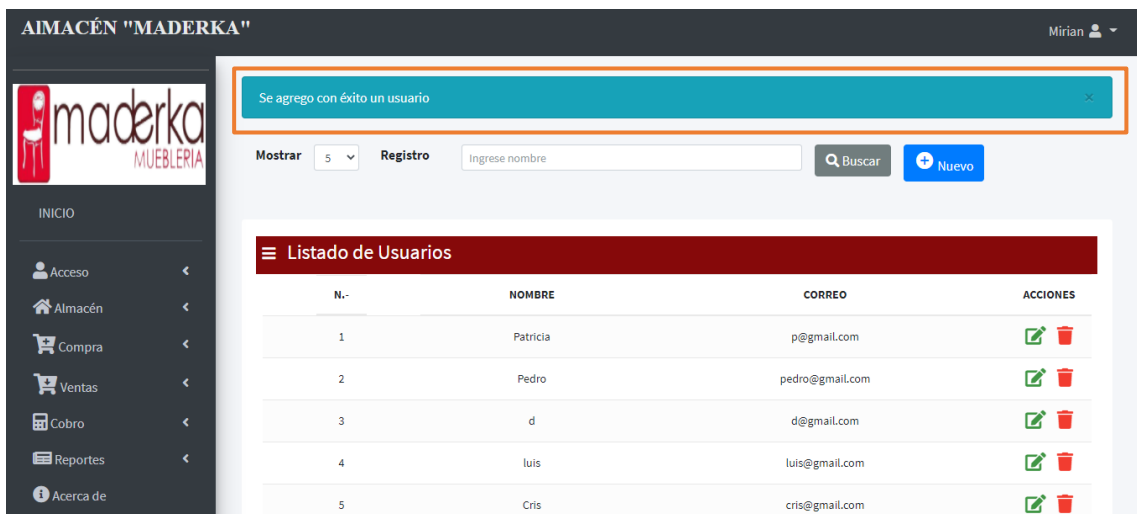 AlMACÉN "MADERKA"
Mirian
maderka
MUEBLERIA
Se agrego con éxito un usuario ×
Mostrar 5 Registro Ingrese nombre Buscar Nuevo
INICIO
Acceso
Almacén
Compra
Ventas
Cobro
Reportes
Acerca de
Listado de Usuarios
N.- NOMBRE CORREO ACCIONES
1 Patricia p@gmail.com
2 Pedro pedro@gmail.com
3 d d@gmail.com
4 luis luis@gmail.com
5 Cris cris@gmail.com